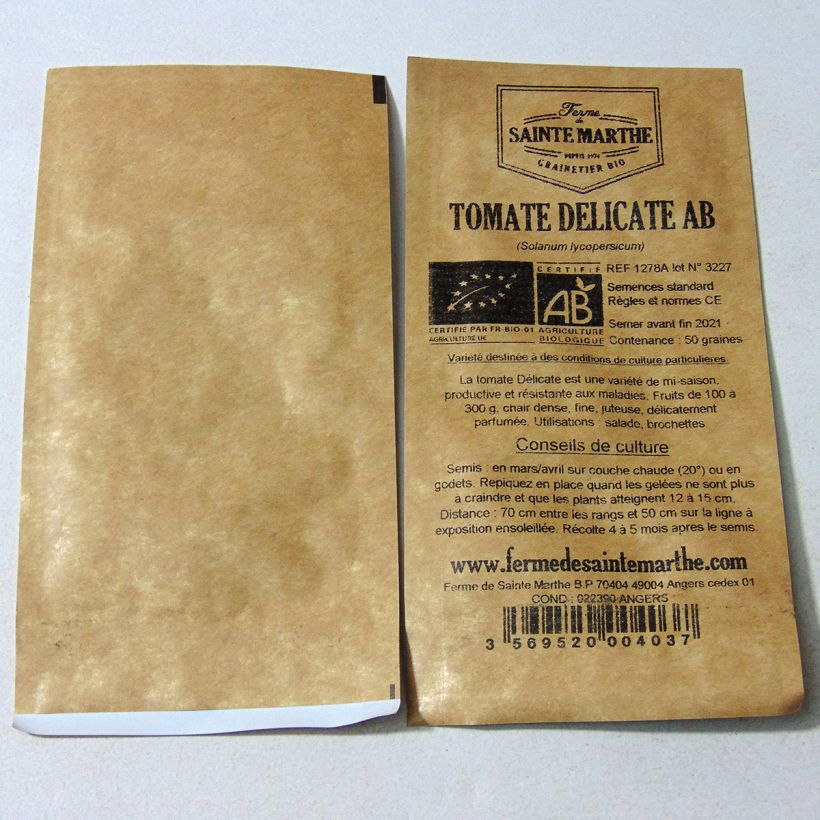 Ferme
de
SAINTE MARTHE
DEPUIS 1974
GRAINETIER BIO
TOMATE DELICATE AB
(Solanum lycopersicum)
CERTIFIÉ
AB
AGRICULTURE
BIOLOGIQUE
CERTIFIÉ PAR FR-BIO-01
AGRICULTURE UE
REF 1278A lot N° 3227
Semences standard
Règles et normes CE
Semer avant fin 2021
Contenance : 50 graines
Variété destinée à des conditions de culture particulières
La tomate Délicate est une variété de mi-saison,
productive et résistante aux maladies. Fruits de 100 à
300 g, chair dense, fine, juteuse, délicatement
parfumée. Utilisations : salade, brochettes
Conseils de culture
Semis : en mars/avril sur couche chaude (20°) ou en
godets. Repiquez en place quand les gelées ne sont plus
à craindre et que les plants atteignent 12 à 15 cm.
Distance : 70 cm entre les rangs et 50 cm sur la ligne à
exposition ensoleillée. Récolte 4 à 5 mois après le semis.
www.fermedesaintemarthe.com
Ferme de Sainte Marthe B.P 70404 49004 Angers cedex 01
COND : 022390 ANGERS
3 569520 004037